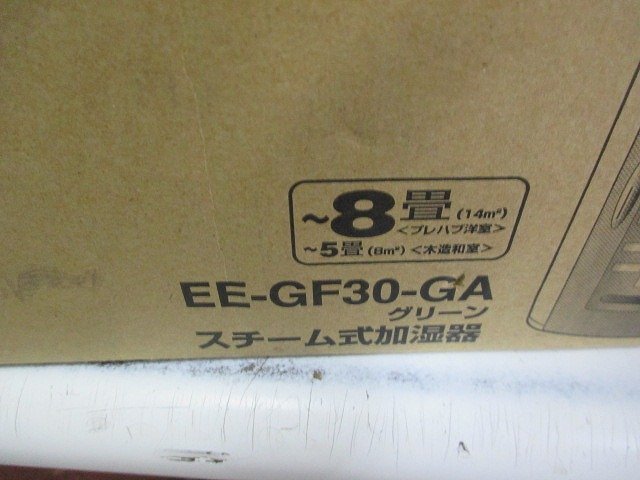 ~8畳(14m²)
<プレハブ洋室>
~5畳(8m²)<木造和室>
EE-GF30-GA
グリーン
スチーム式加湿器